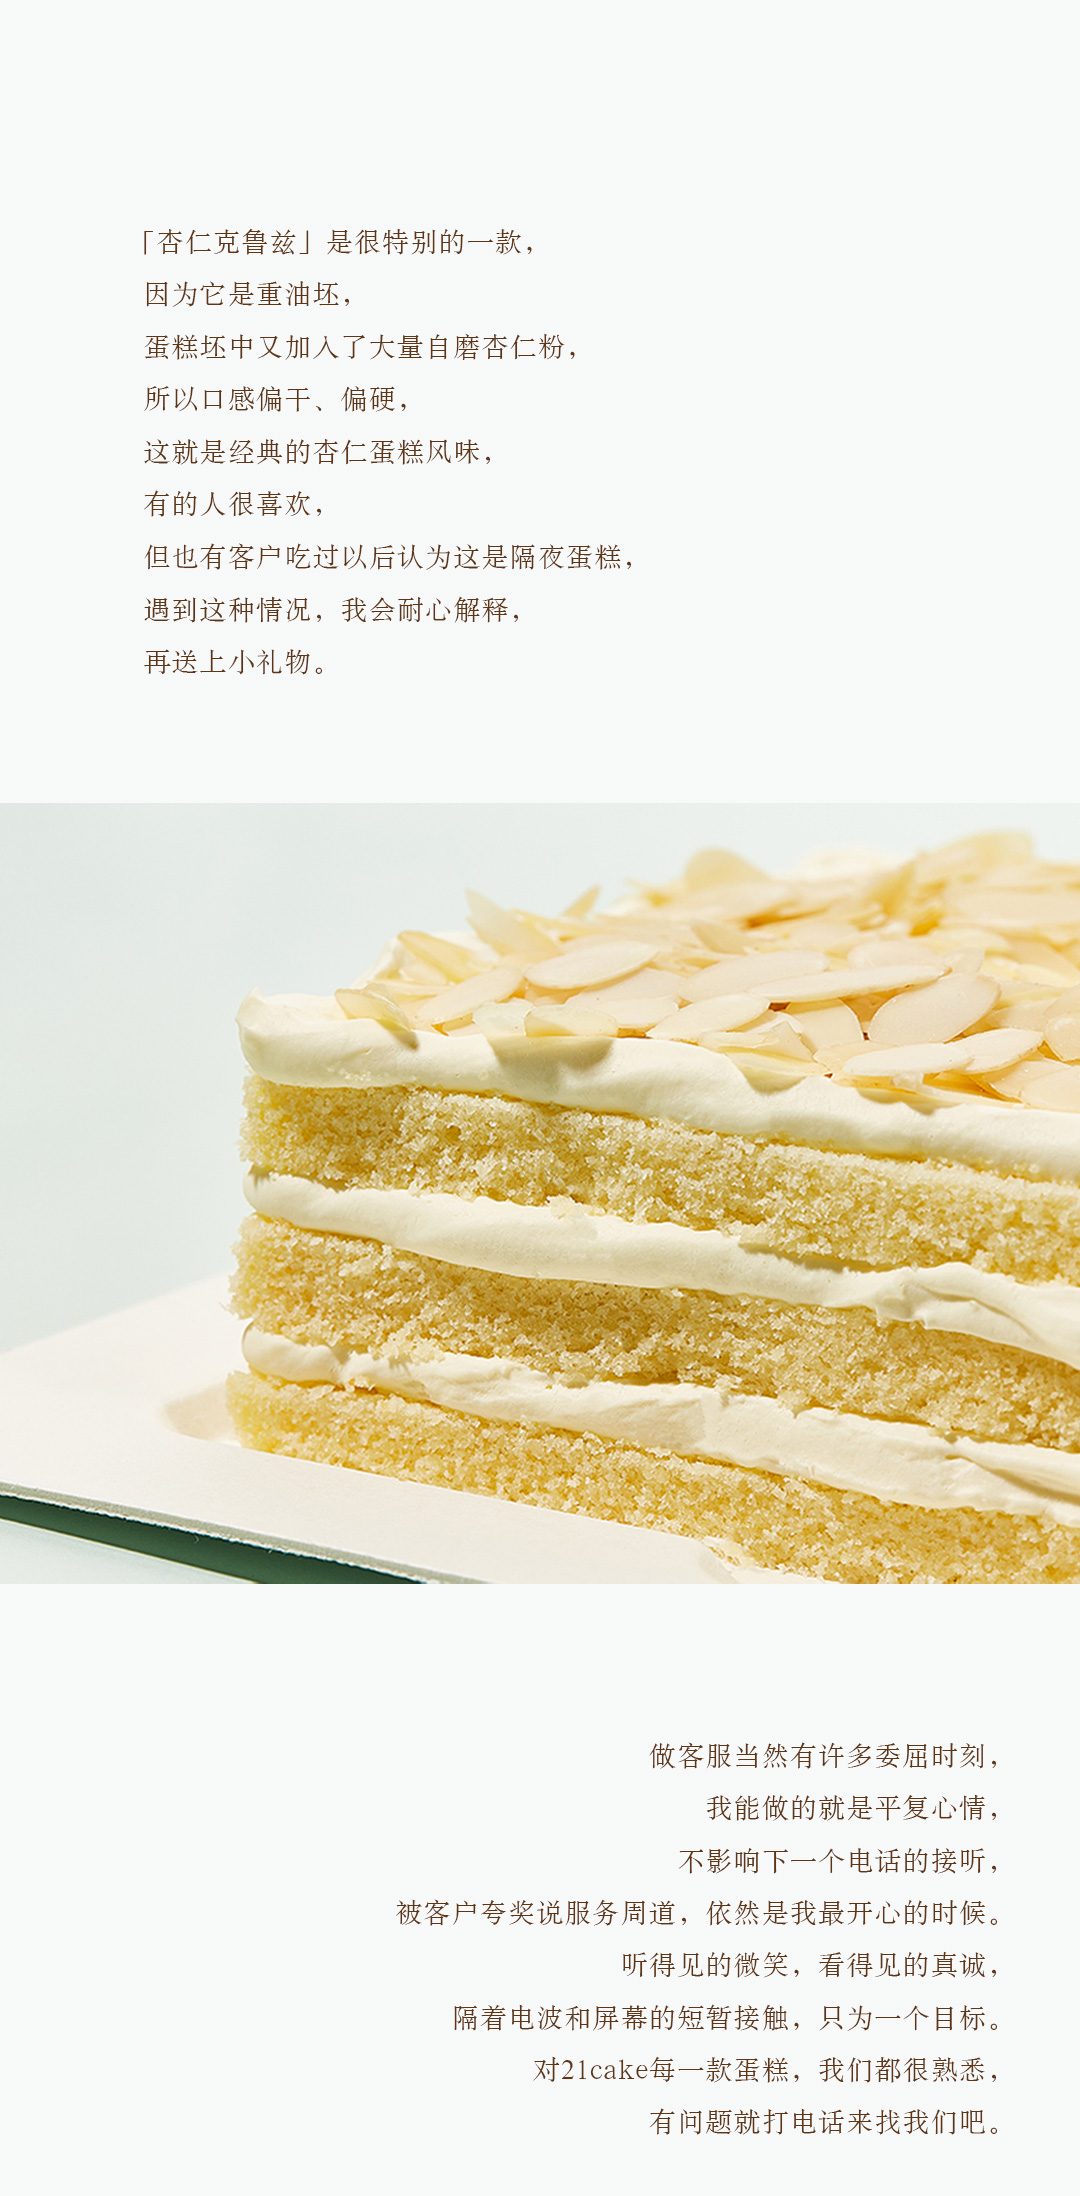 「杏仁克鲁兹」是很特别的一款，
因为它是重油坯，
蛋糕坯中又加入了大量自磨杏仁粉，
所以口感偏干、偏硬，
这就是经典的杏仁蛋糕风味，
有的人很喜欢，
但也有客户吃过以后认为这是隔夜蛋糕，
遇到这种情况，我会耐心解释，
再送上小礼物。
做客服当然有许多委屈时刻，
我能做的就是平复心情，
不影响下一个电话的接听，
被客户夸奖说服务周道，依然是我最开心的时候。
听得见的微笑，看得见的真诚，
隔着电波和屏幕的短暂接触，只为一个目标。
对21cake每一款蛋糕，我们都很熟悉，
有问题就打电话来找我们吧。